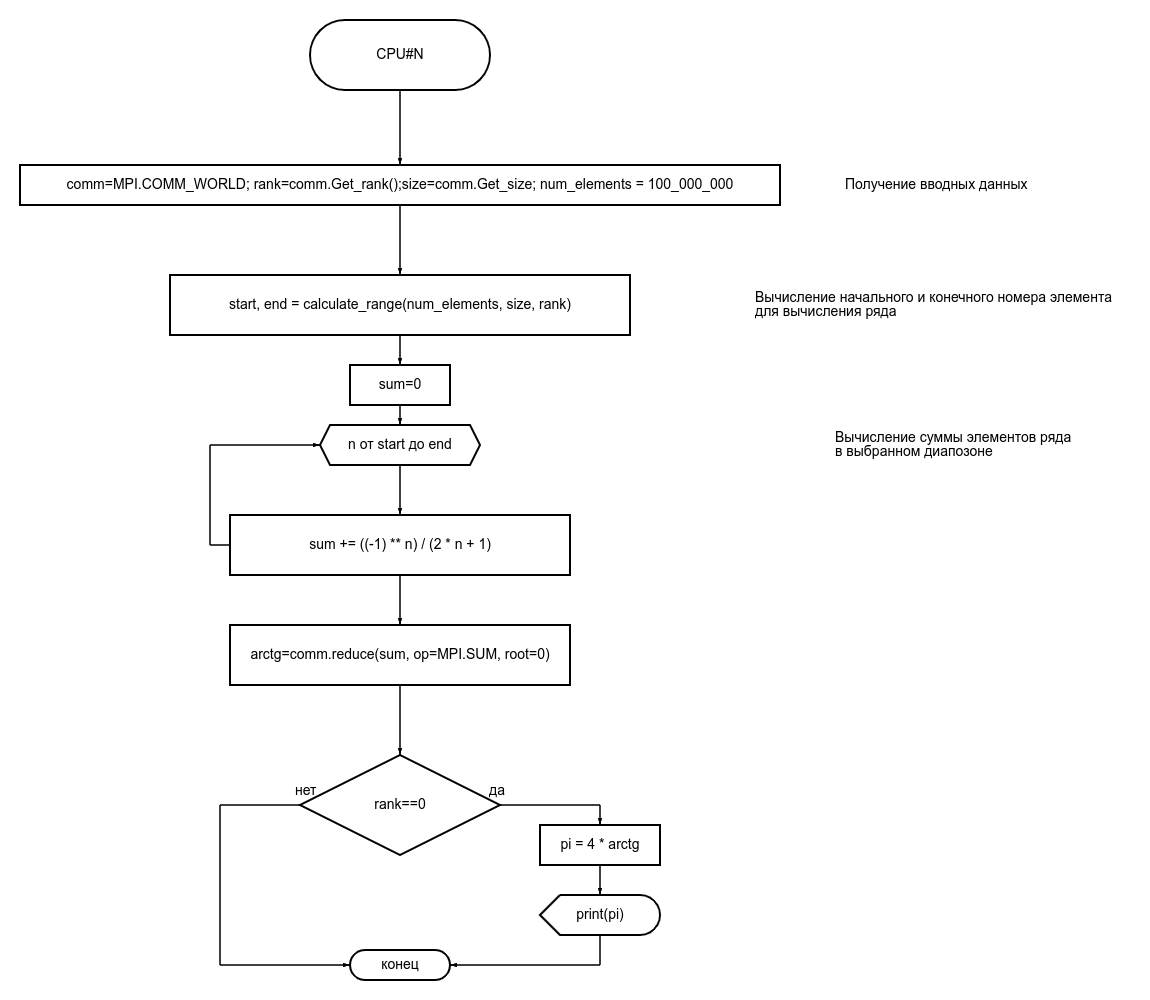 CPU#N
comm=MPI.COMM_WORLD; rank=comm.Get_rank();size=comm.Get_size; num_elements = 100_000_000
Получение вводных данных
start, end = calculate_range(num_elements, size, rank)
Вычисление начального и конечного номера элемента
для вычисления ряда
sum=0
n от start до end
Вычисление суммы элементов ряда
в выбранном диапозоне
sum += ((-1) ** n) / (2 * n + 1)
arctg=comm.reduce(sum, op=MPI.SUM, root=0)
нет
да
rank==0
pi = 4 * arctg
print(pi)
конец